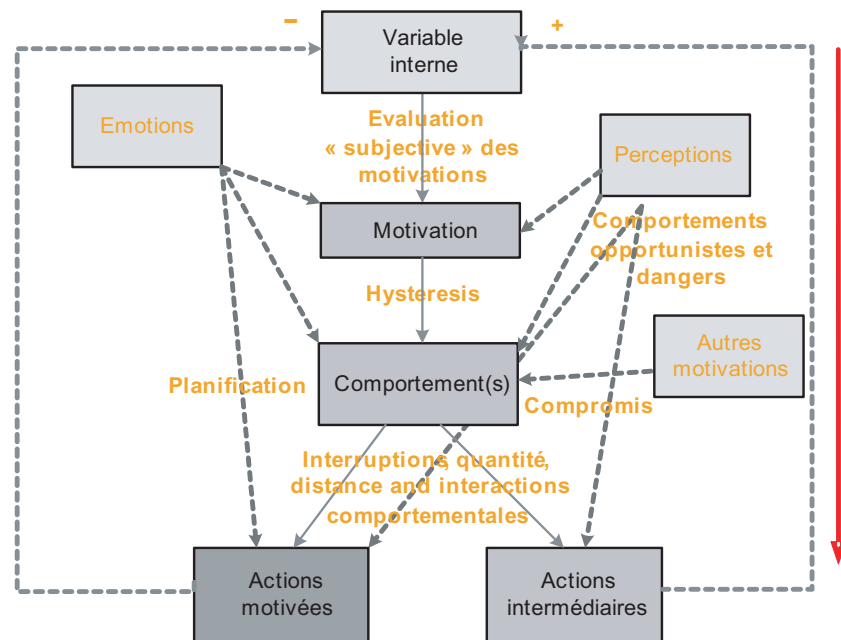 −
+
Variable
interne
Emotions
Evaluation
« subjective » des
motivations
Perceptions
Motivation
Comportements
opportunistes et
dangers
Hysteresis
Autres
motivations
Planification
Comportement(s)
Compromis
Interruptions, quantité,
distance and interactions
comportementales
Actions
motivées
Actions
intermédiaires